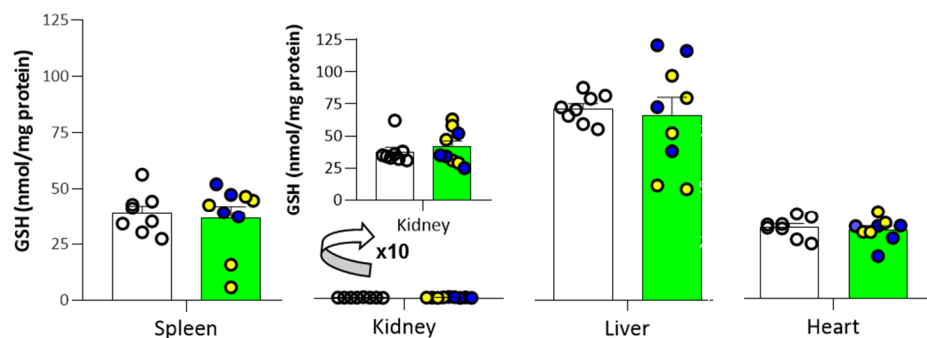 GSH (nmol/mg protein)
125
100
75
50
25
0
Spleen
GSH (nmol/mg protein)
125
100
75
50
25
0
Kidney
x10
Kidney
Liver
Heart